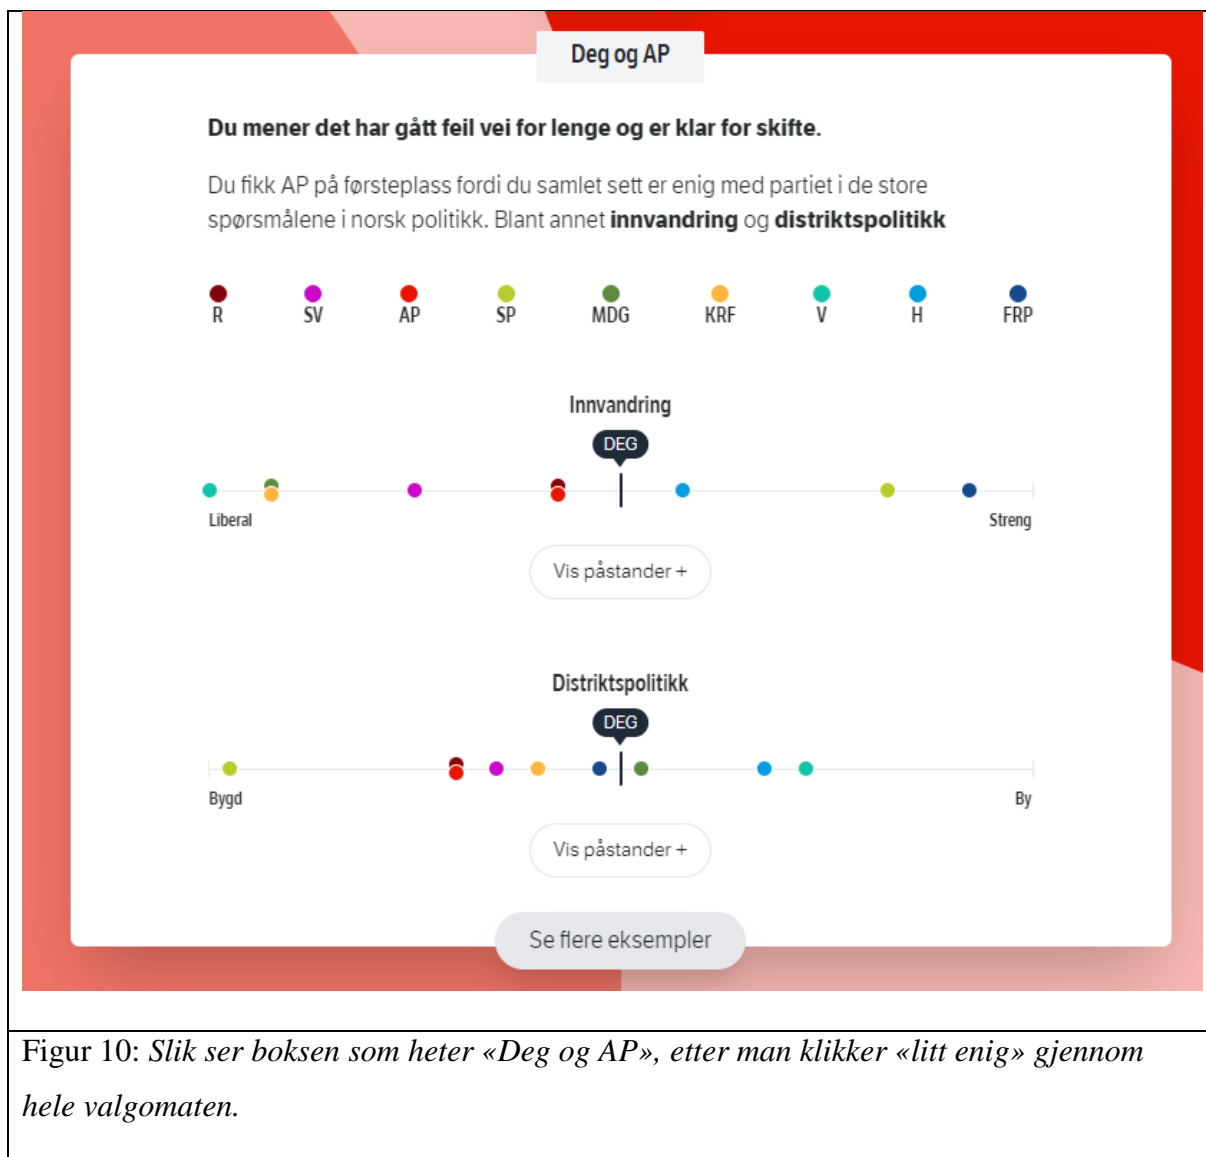 Deg og AP
Du mener det har gått feil vei for lenge og er klar for skifte.
Du fikk AP på førsteplass fordi du samlet sett er enig med partiet i de store
spørsmålene i norsk politikk. Blant annet innvandring og distriktspolitikk
R SV AP SP MDG KRF V H FRP
Innvandring
DEG
Liberal Streng
Vis påstander +
Distriktspolitikk
DEG
Bygd By
Vis påstander +
Se flere eksempler
Figur 10: Slik ser boksen som heter «Deg og AP», etter man klikker «litt enig» gjennom
hele valgomaten.